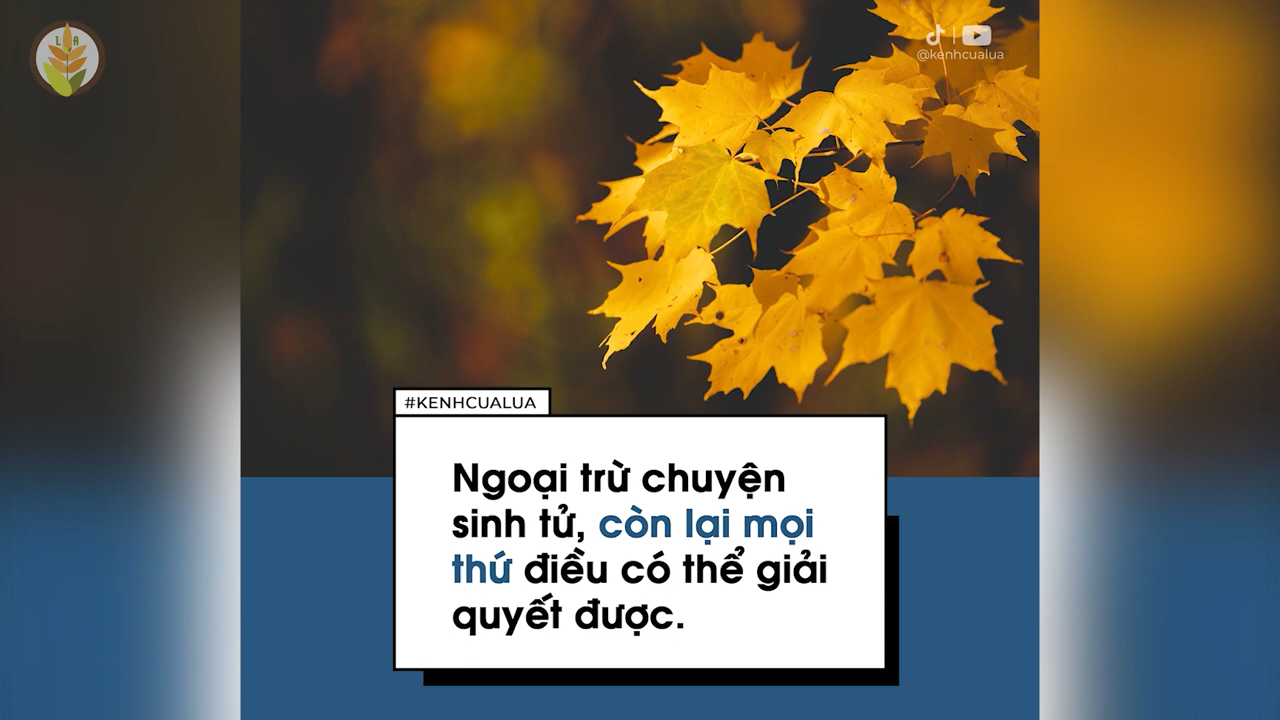 L A
@kenhcualua
#KENHCUALUA
Ngoại trừ chuyện
sinh tử, còn lại mọi
thứ điều có thể giải
quyết được.